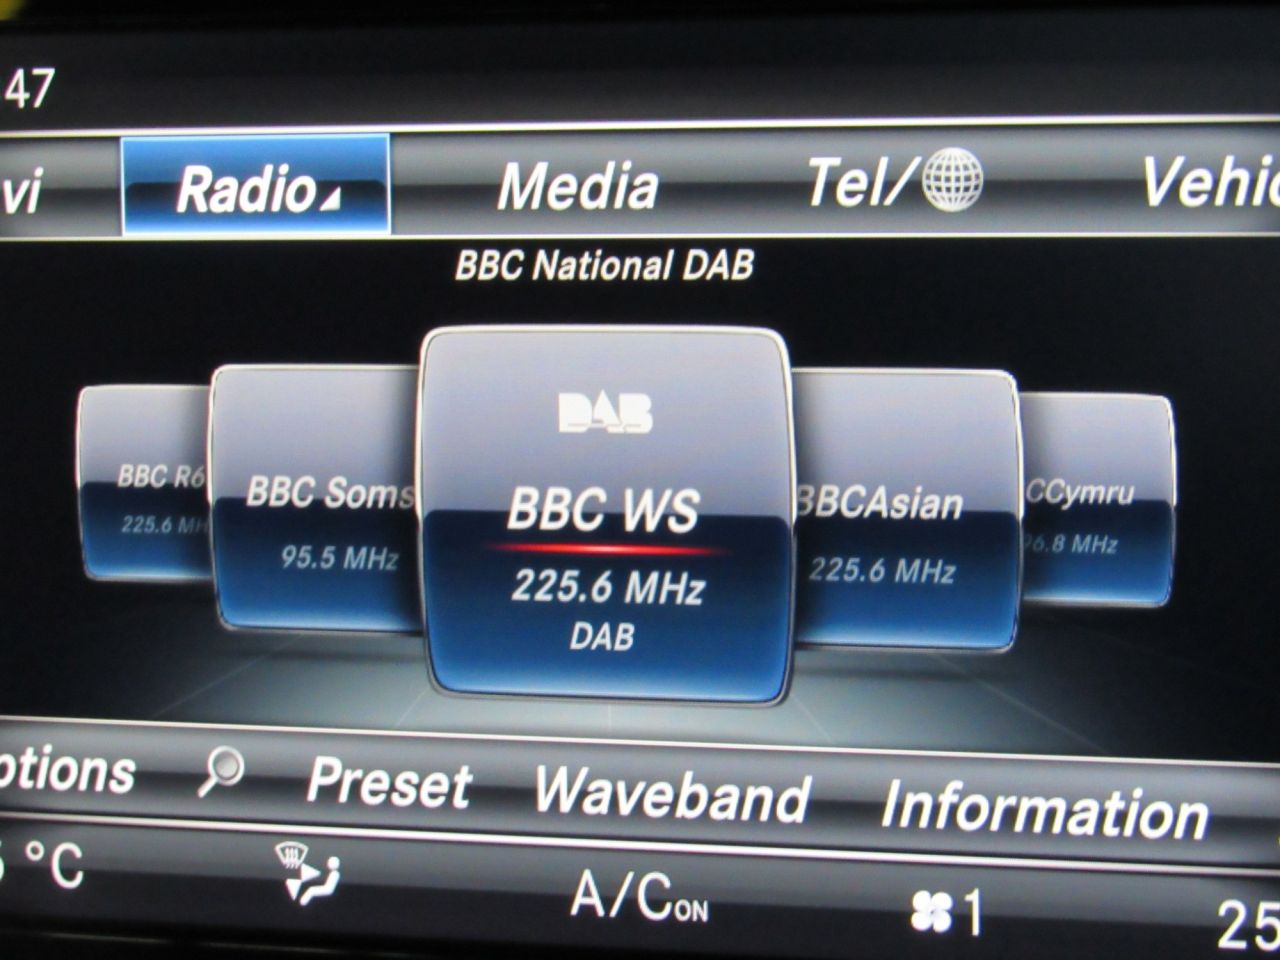 47
vi Radio Media Tel/ Vehic
BBC National DAB
DAB
BBC R6 BBC Soms BBC WS BBCAsian CCymru
225.6 MH 95.5 MHz 225.6 MHz 225.6 MHz 96.8 MHz
DAB
ptions Preset Waveband Information
°C A/C ON 1 25